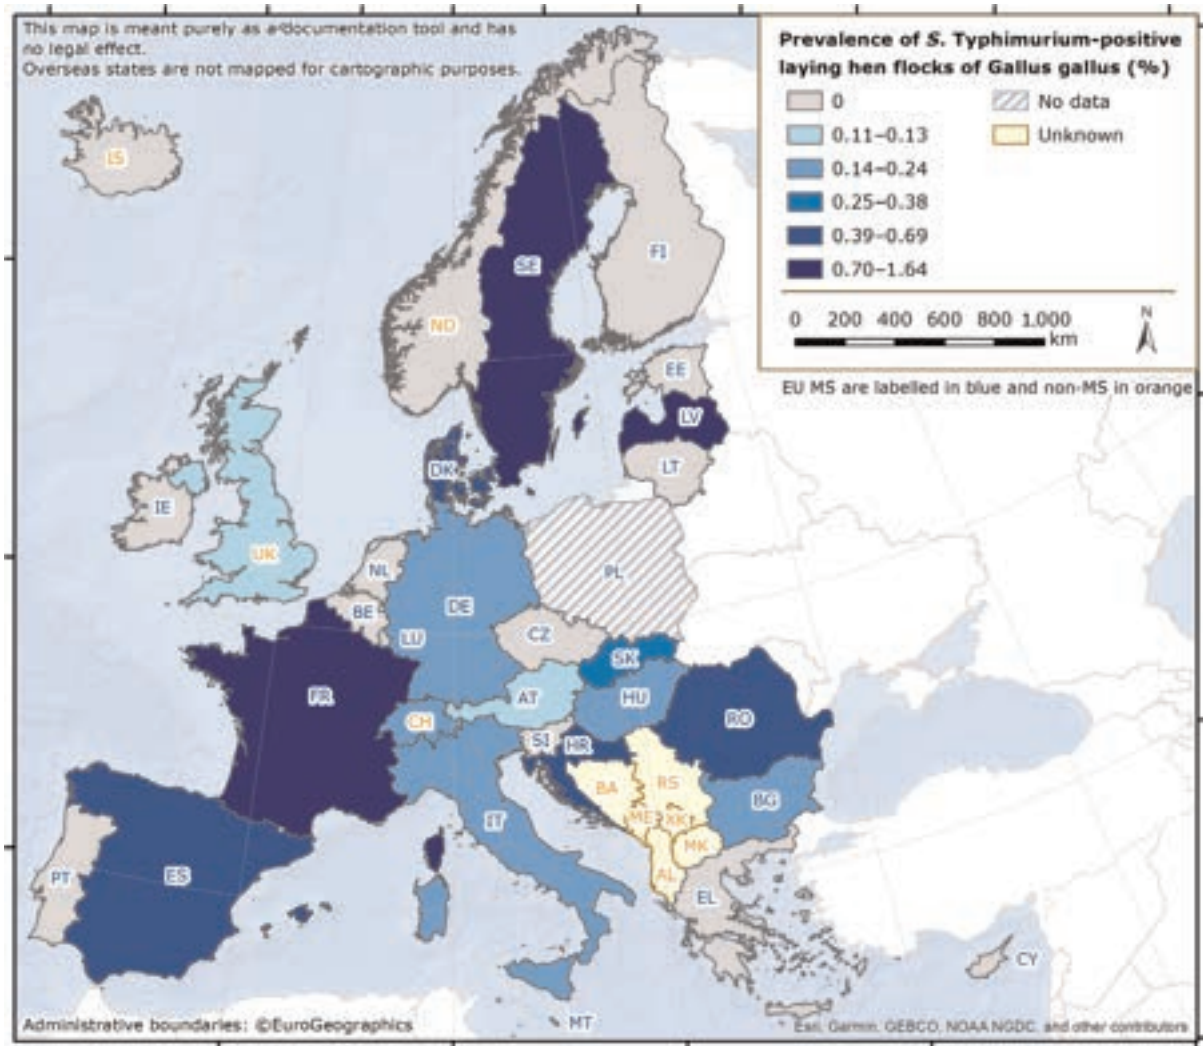 This map is meant purely as a documentation tool and has
no legal effect.
Overseas states are not mapped for cartographic purposes.
Prevalence of S. Typhimurium-positive
laying hen flocks of Gallus gallus (%)
0
No data
0.11–0.13
Unknown
0.14–0.24
0.25–0.38
0.39–0.69
0.70–1.64
0 200 400 600 800 1.000
km
N
EU MS are labelled in blue and non-MS in orange
IS
SE
FI
NO
EE
LV
DK
LT
IE
UK
NL
PL
BE
DE
LU
CZ
SK
FR
AT
HU
CH
SI
HR
RO
BA
RS
BG
IT
ME
XK
MK
PT
ES
AL
EL
CY
MT
Administrative boundaries: ©EuroGeographics
Esri, Garmin, GEBCO, NOAA NGDC, and other contributors